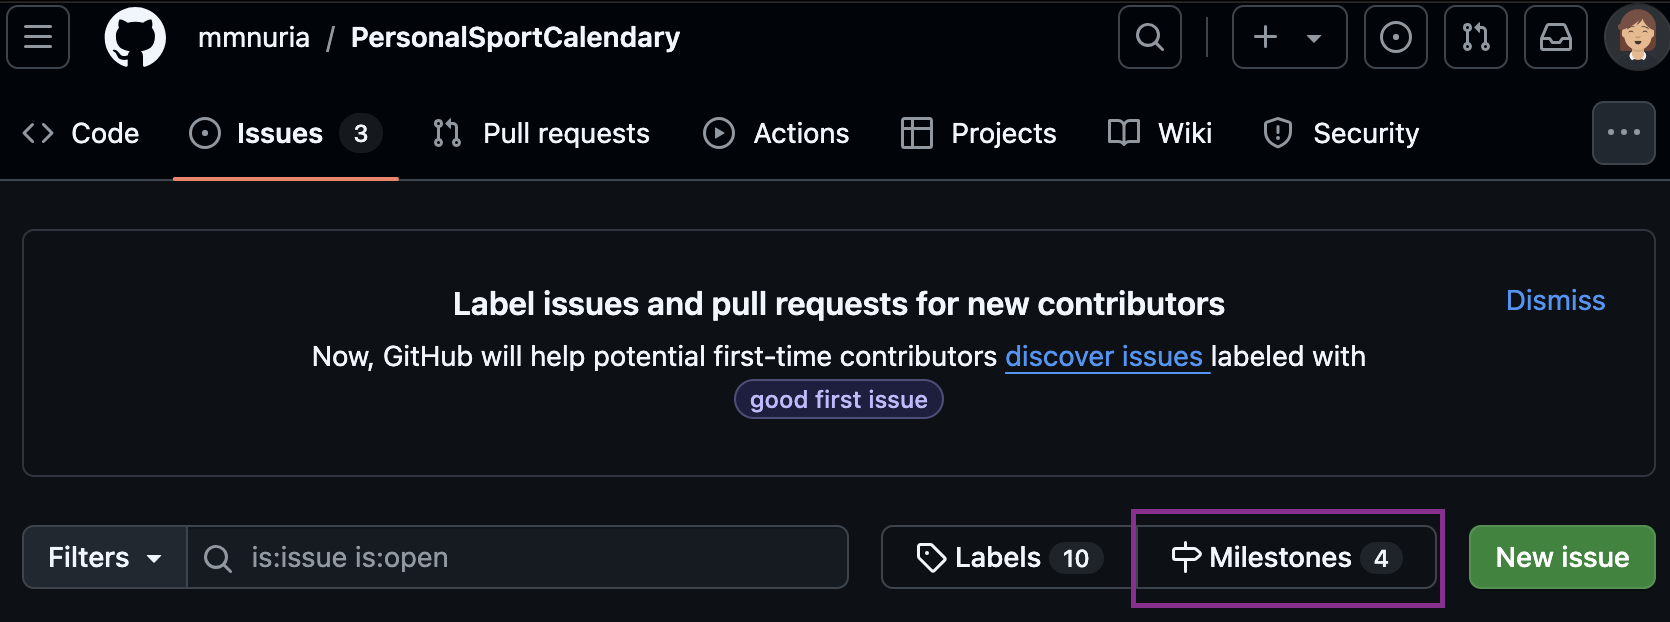 mmnuria / PersonalSportCalendary
Code Issues 3 Pull requests Actions Projects Wiki Security
Label issues and pull requests for new contributors
Dismiss
Now, GitHub will help potential first-time contributors discover issues labeled with
good first issue
Filters is:issue is:open Labels 10 Milestones 4 New issue